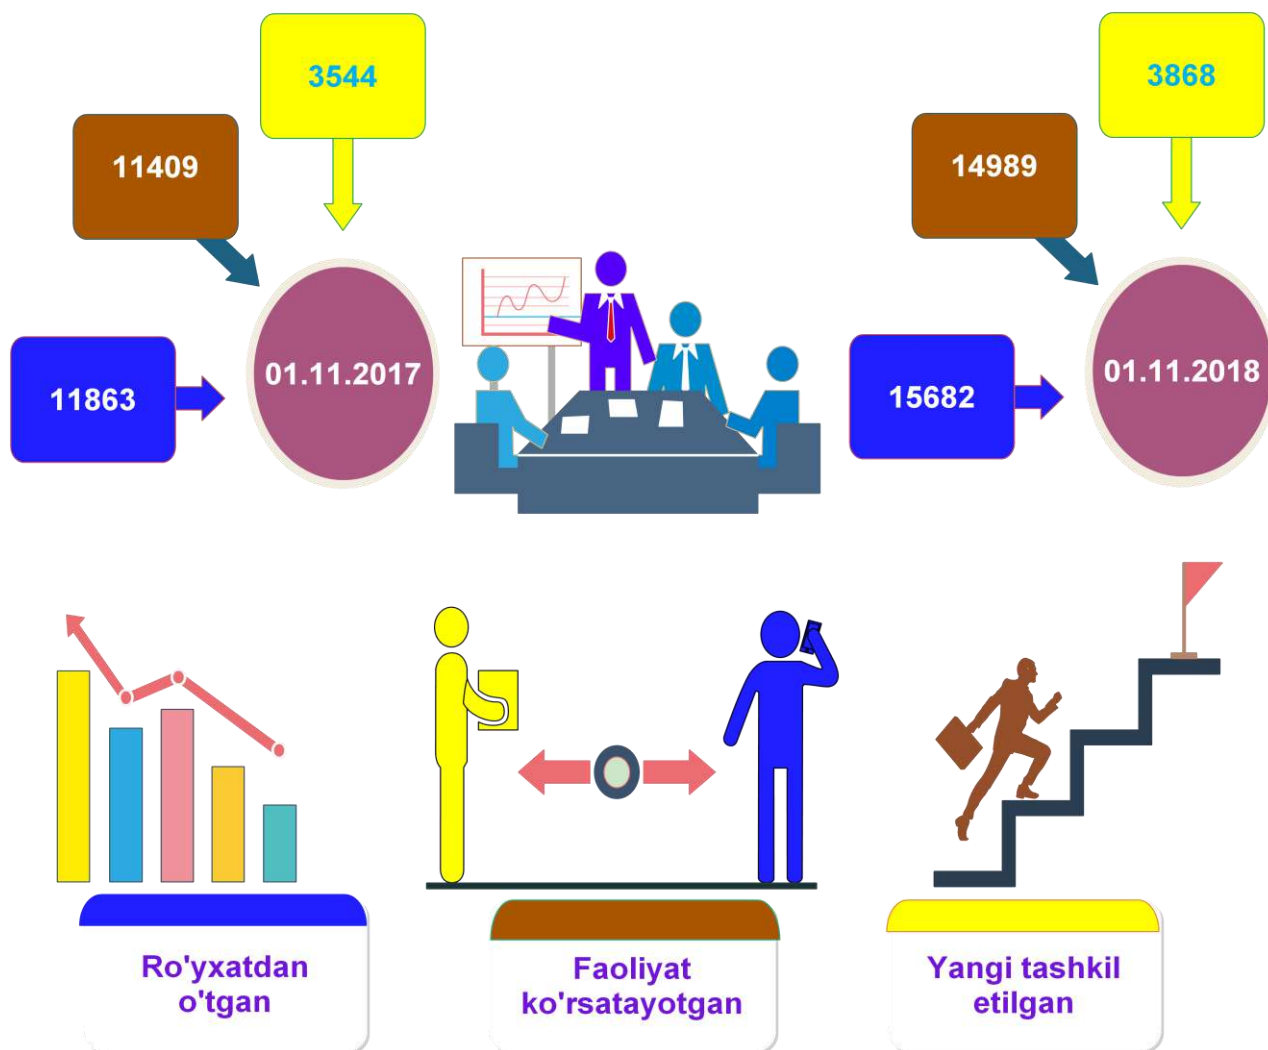 3544
3868
11409
14989
01.11.2017
01.11.2018
11863
15682
Ro'yxatdan
o'tgan
Faoliyat
ko'rsatayotgan
Yangi tashkil
etilgan